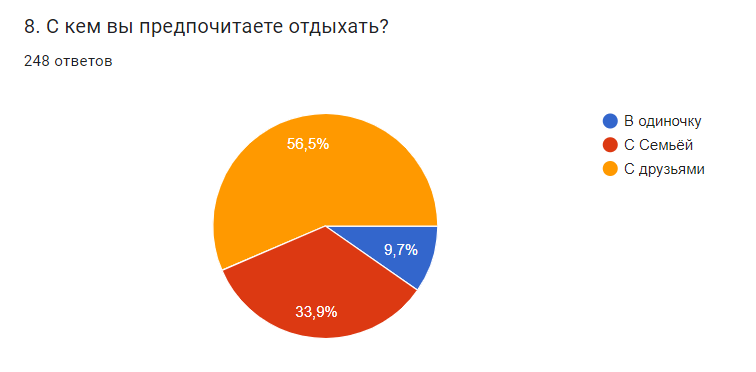 8. С кем вы предпочитаете отдыхать?
248 ответов
56,5%
9,7%
33,9%
В одиночку
С Семьёй
С друзьями